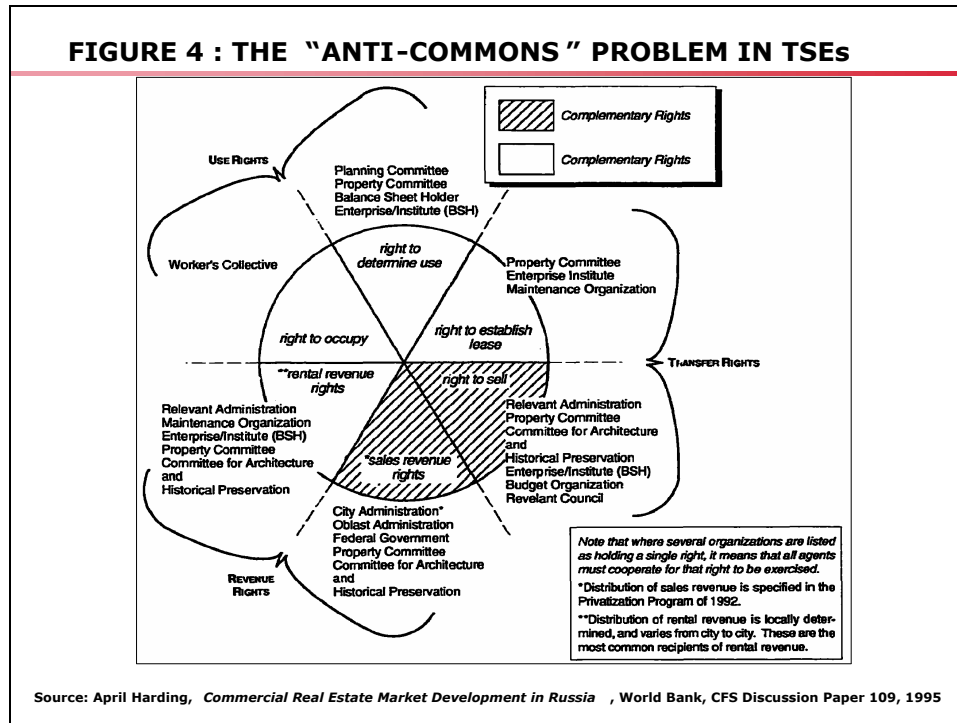 FIGURE 4 : THE “ANTI-COMMONS” PROBLEM IN TSEs
Complementary Rights
Complementary Rights
USE RIGHTS
Planning Committee
Property Committee
Balance Sheet Holder
Enterprise/Institute (BSH)
Worker's Collective
right to
determine use
Property Committee
Enterprise Institute
Maintenance Organization
right to occupy
right to establish
lease
TRANSFER RIGHTS
**rental revenue
rights
right to sell
Relevant Administration
Maintenance Organization
Enterprise/Institute (BSH)
Property Committee
Committee for Architecture
and
Historical Preservation
Relevant Administration
Property Committee
Committee for Architecture
and
Historical Preservation
Enterprise/Institute (BSH)
Budget Organization
Revelant Council
*sales revenue
rights
City Administration*
Oblast Administration
Federal Government
Property Committee
Committee for Architecture
and
Historical Preservation
REVENUE
RIGHTS
Note that where several organizations are listed
as holding a single right, it means that all agents
must cooperate for that right to be exercised.
*Distribution of sales revenue is specified in the
Privatization Program of 1992.
**Distribution of rental revenue is locally deter-
mined, and varies from city to city. These are the
most common recipients of rental revenue.
Source: April Harding, Commercial Real Estate Market Development in Russia , World Bank, CFS Discussion Paper 109, 1995